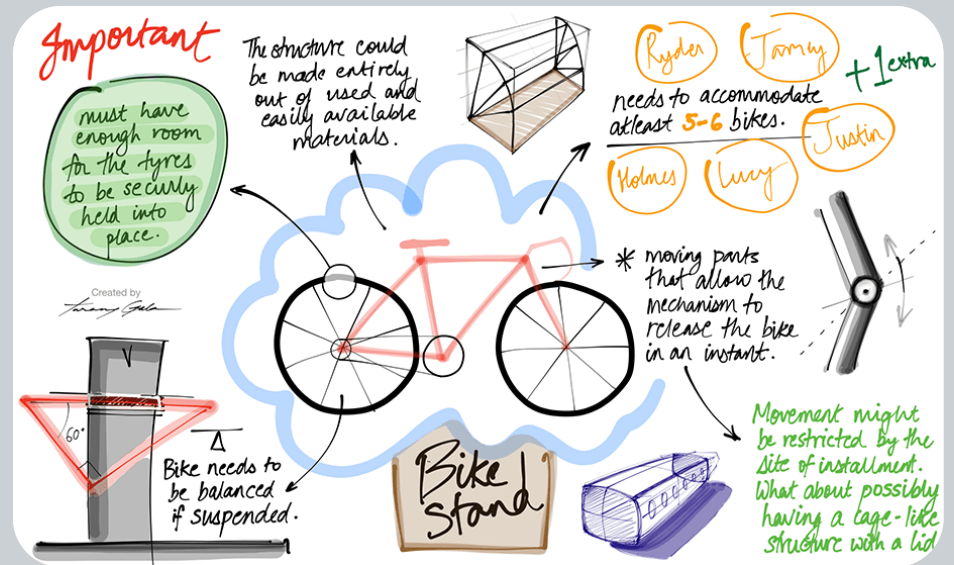 Important
must have
enough room
for the tyres
to be securly
held into
place.
The structure could
be made entirely
out of used and
easily available
materials.
Ryder
Jammy
+1 extra
needs to accommodate
atleast 5-6 bikes.
Justin
Holmes
Lucy
* moving parts
that allow the
mechanism to
release the bike
in an instant.
Created by
60°
Bike needs to
be balanced
if suspended.
Bike
stand
Movement might
be restricted by the
site of installment.
What about possibly
having a cage-like
structure with a lid